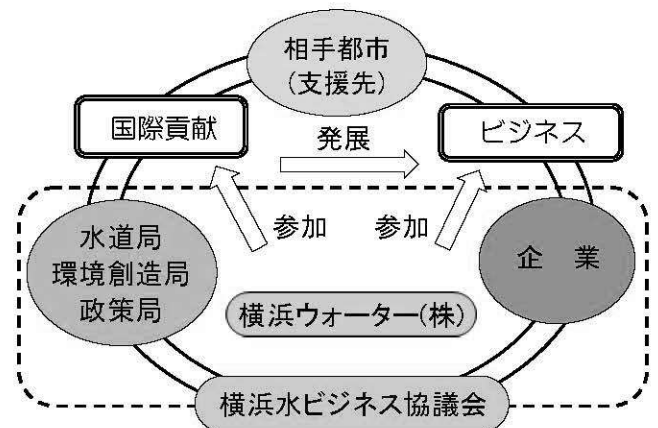 相手都市
(支援先)
国際貢献
発展
ビジネス
参加
参加
水道局
環境創造局
政策局
企　業
横浜ウォーター(株)
横浜水ビジネス協議会